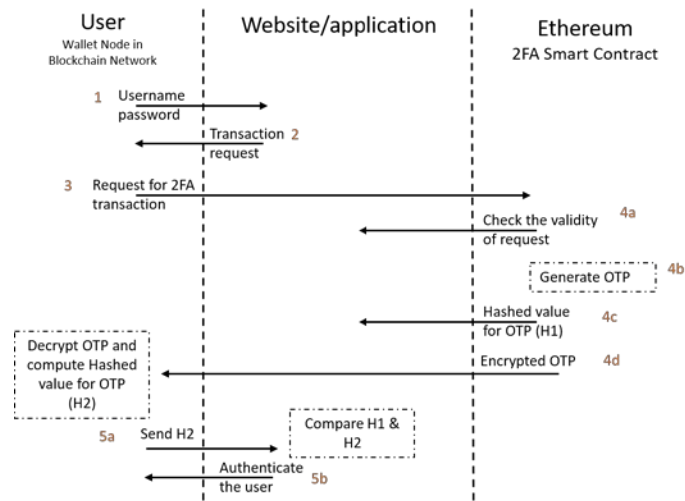 User
Wallet Node in
Blockchain Network
Website/application
Ethereum
2FA Smart Contract
1
Username
password
Transaction
request
2
3
Request for 2FA
transaction
Check the validity
of request
4a
Generate OTP
4b
Hashed value
for OTP (H1)
4c
Decrypt OTP and
compute Hashed
value for OTP
(H2)
Encrypted OTP
4d
5a
Send H2
Compare H1 &
H2
Authenticate
the user
5b